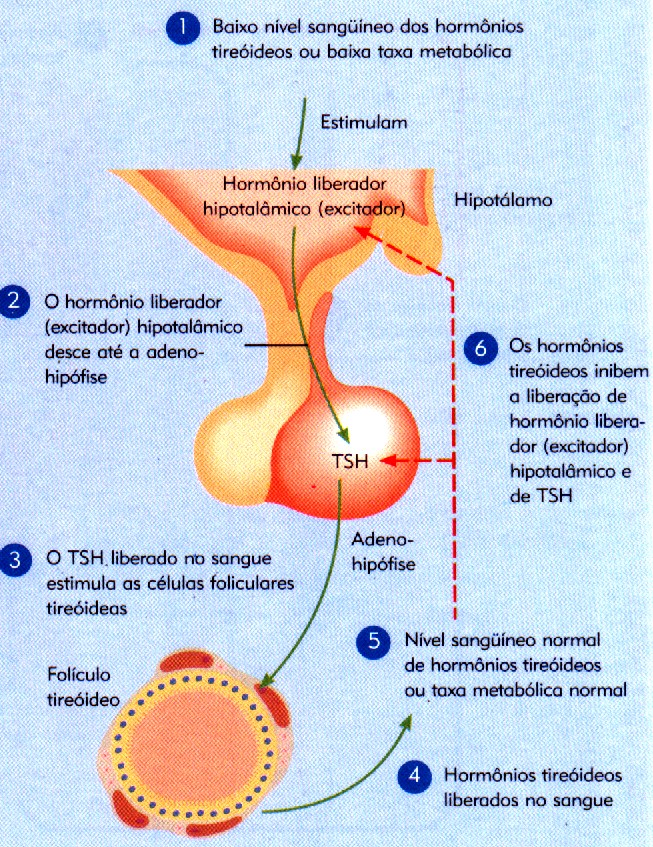 1 Baixo nível sangüíneo dos hormônios
tireóideos ou baixa taxa metabólica
Estimulam
Hormônio liberador
hipotalâmico (excitador)
Hipotálamo
2 O hormônio liberador
(excitador) hipotalâmico
desce até a adeno-
hipófise
6 Os hormônios
tireóideos inibem
a liberação de
hormônio libera-
dor (excitador)
hipotalâmico e
de TSH
TSH
Adeno-
hipófise
3 O TSH liberado no sangue
estimula as células foliculares
tireóideas
Folículo
tireóideo
5 Nível sangüíneo normal
de hormônios tireóideos
ou taxa metabólica normal
4 Hormônios tireóideos
liberados no sangue